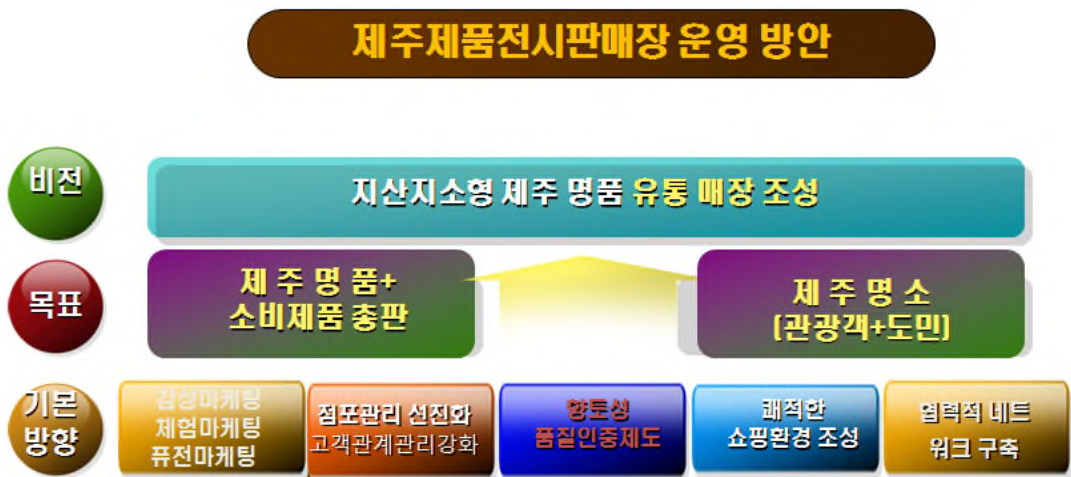 제주제품전시판매장 운영 방안
비전
지산지소형 제주 명품 유통 매장 조성
목표
제 주 명 품+
소비제품 총판
제 주 명 소
(관광객+도민)
기본
방향
감성마케팅
체험마케팅
퓨전마케팅
점포관리 선진화
고객관계관리강화
향토성
품질인증제도
쾌적한
쇼핑환경 조성
협력적 네트
워크 구축